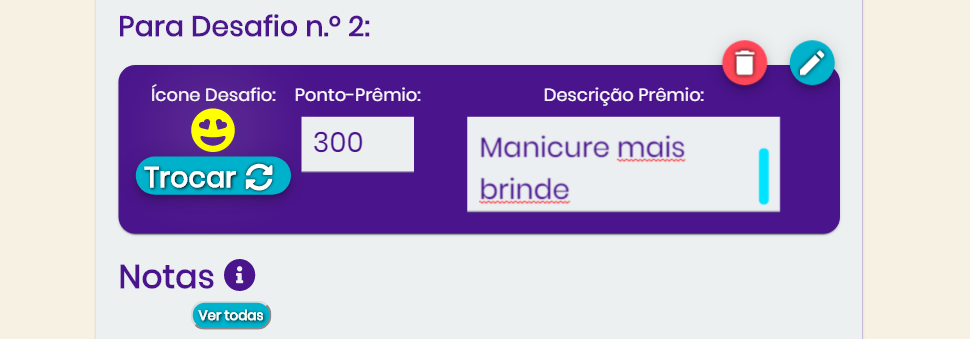 Para Desafio n.º 2:
Ícone Desafio: Ponto-Prêmio: Descrição Prêmio:
300
Manicure mais
brinde
Trocar
Notas
Ver todas